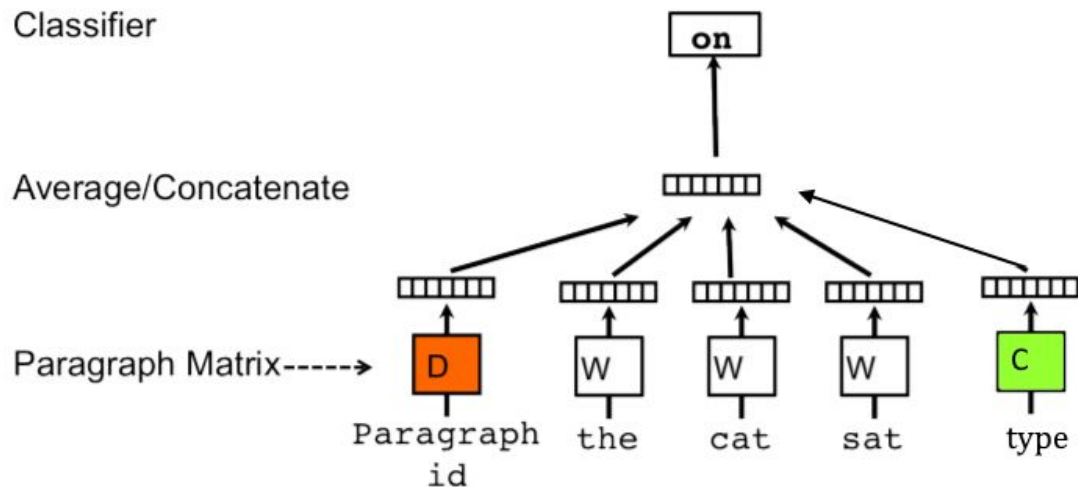 Classifier
on
Average/Concatenate
Paragraph Matrix
D
W
W
W
C
Paragraph
id
the
cat
sat
type